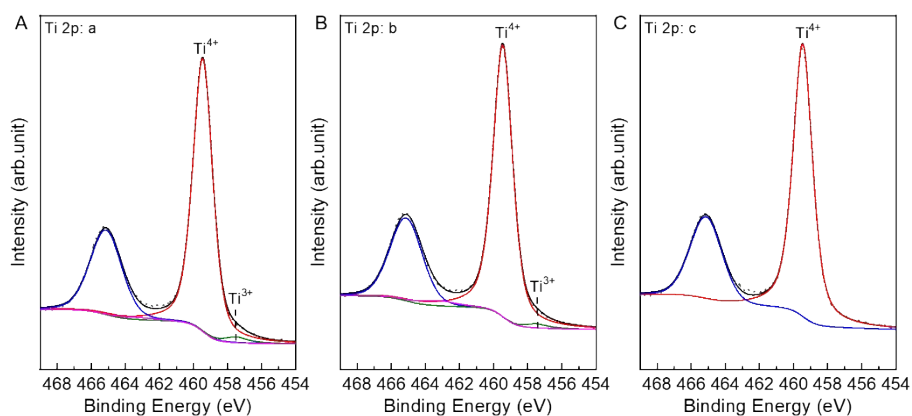 A
Ti 2p: a
Ti4+
Ti3+
Intensity (arb.unit)
468 466 464 462 460 458 456 454
Binding Energy (eV)
B
Ti 2p: b
Ti4+
Ti3+
Intensity (arb.unit)
468 466 464 462 460 458 456 454
Binding Energy (eV)
C
Ti 2p: c
Ti4+
Intensity (arb.unit)
468 466 464 462 460 458 456 454
Binding Energy (eV)